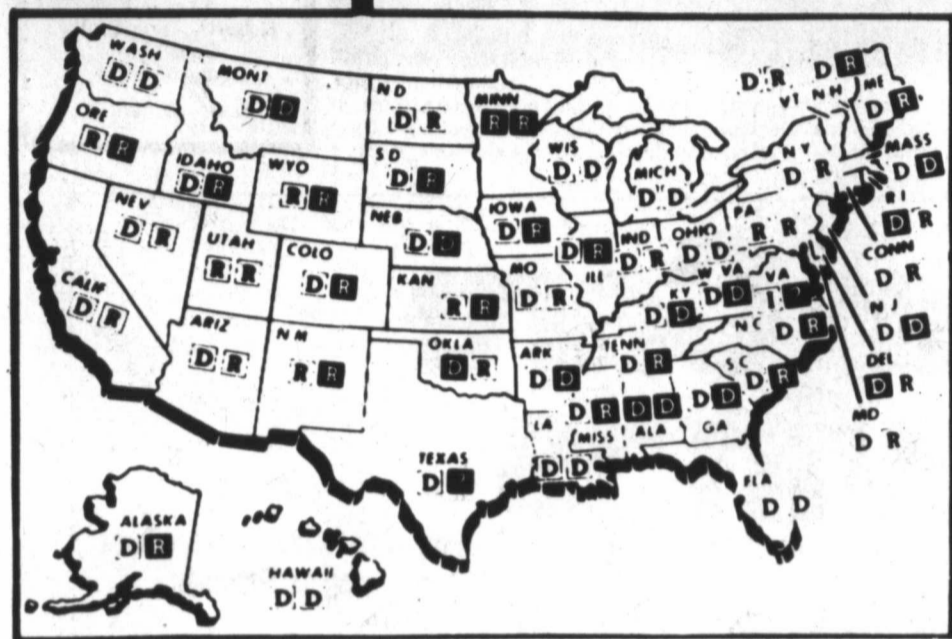 WASH
D D
MONT
D D
ND
D R
MINN
R R
D R
VT
D R
NH
ME
D R
ORE
R R
IDAHO
D R
WYO
R R
SD
D R
WIS
D D
MICH
D D
NY
D R
MASS
D D
RI
D R
NEV
D R
UTAH
R R
COLO
D R
NEB
D D
IOWA
D R
D R
ILL
IND
D R
OHIO
D D
PA
R R
CONN
D R
CALIF
D R
KAN
R R
MO
D R
KY
D D
W VA
D D
VA
I
NJ
D D
ARIZ
D R
NM
R R
OKLA
D R
ARK
D D
TENN
D R
NC
D R
DEL
D R
SC
D R
MD
D R
LA
D D
D R
MISS
D D
ALA
D D
GA
TEXAS
D
FLA
D D
ALASKA
D R
HAWAII
D D